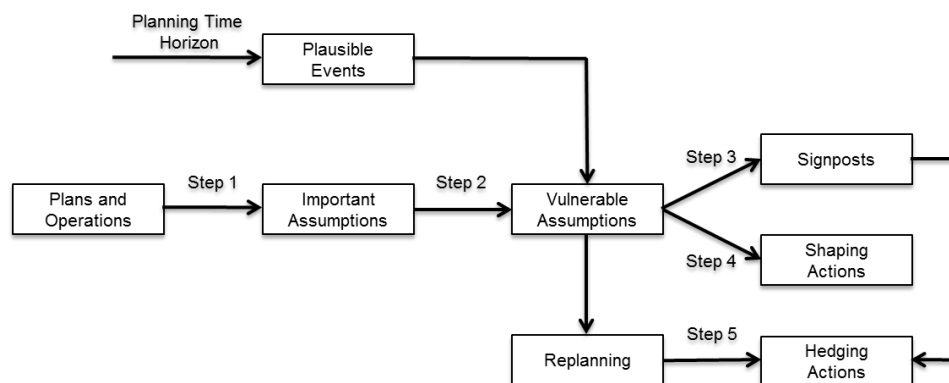 Planning Time
Horizon
Plausible
Events
Step 3
Signposts
Step 1
Step 2
Plans and
Operations
Important
Assumptions
Vulnerable
Assumptions
Step 4
Shaping
Actions
Step 5
Replanning
Hedging
Actions